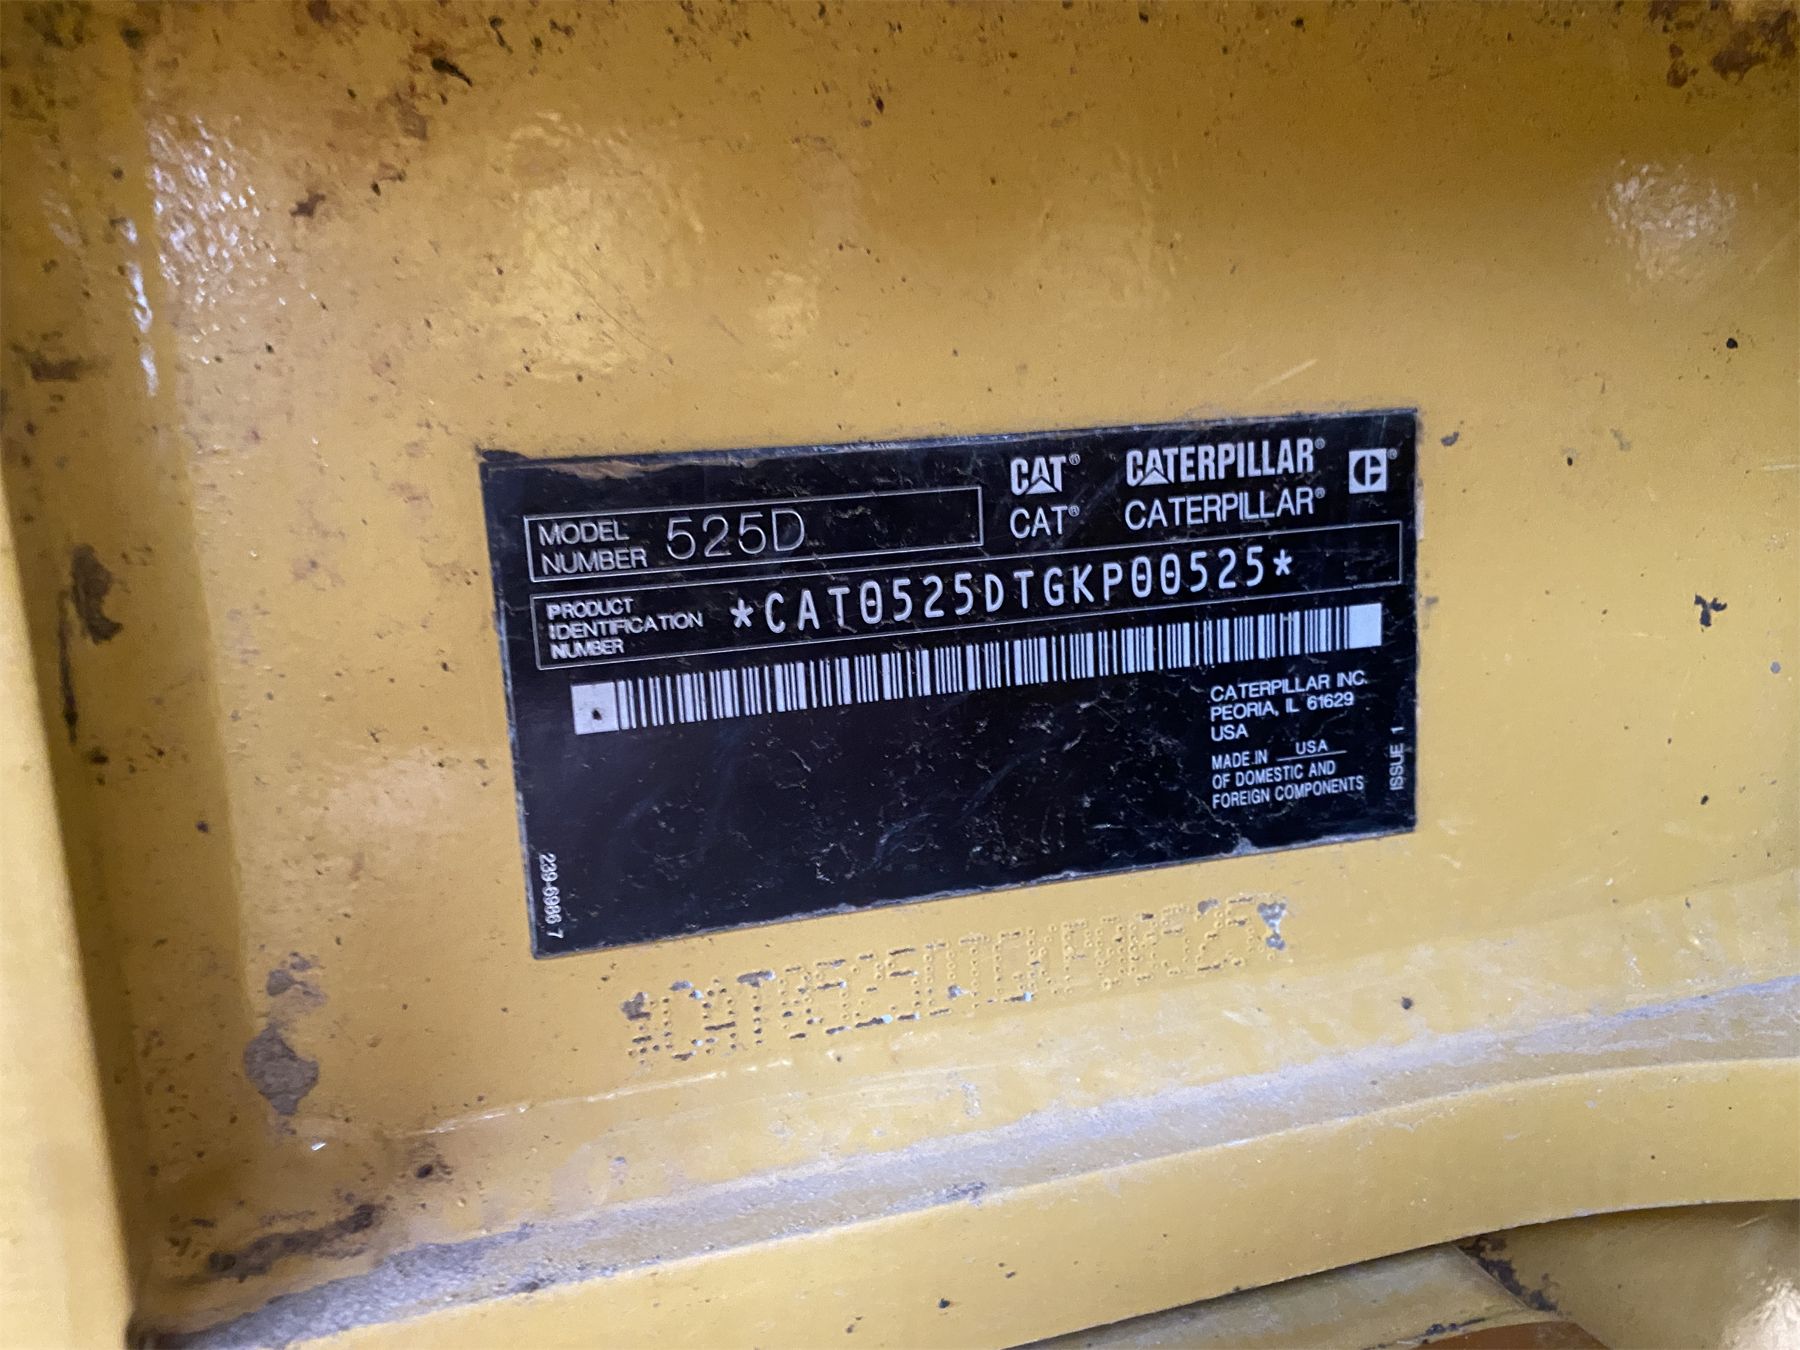 CAT® CATERPILLAR®
CAT® CATERPILLAR®
MODEL NUMBER 525D
PRODUCT IDENTIFICATION NUMBER *CAT0525DTGKP00525*
CATERPILLAR INC.
PEORIA, IL 61629
USA
MADE IN USA
OF DOMESTIC AND
FOREIGN COMPONENTS
ISSUE 1
239-6986 7
*CAT0525DTGKP00525*